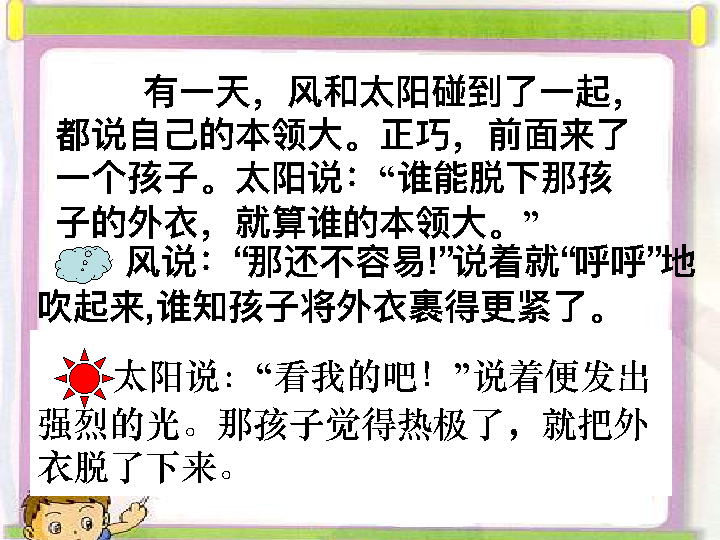 有一天，风和太阳碰到了一起，
都说自己的本领大。正巧，前面来了
一个孩子。太阳说：“谁能脱下那孩
子的外衣，就算谁的本领大。”
风说：“那还不容易!”说着就“呼呼”地
吹起来,谁知孩子将外衣裹得更紧了。
太阳说：“看我的吧！”说着便发出
强烈的光。那孩子觉得热极了，就把外
衣脱了下来。